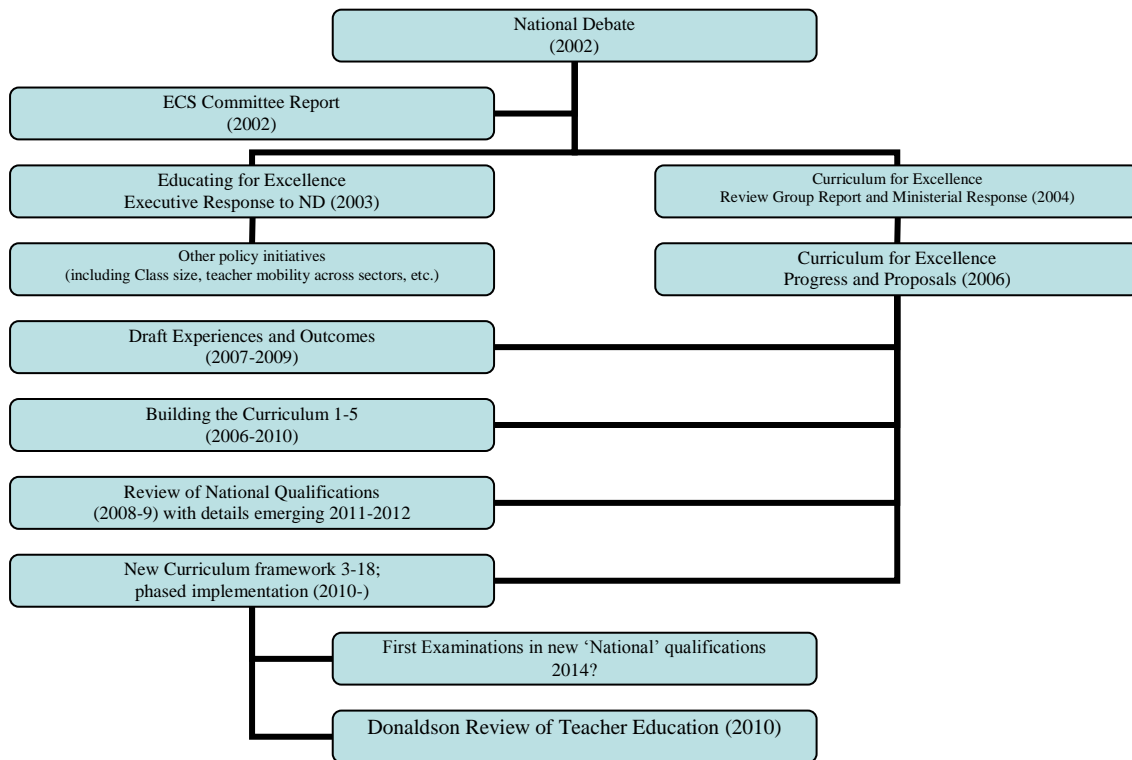 National Debate
(2002)
ECS Committee Report
(2002)
Educating for Excellence
Executive Response to ND (2003)
Curriculum for Excellence
Review Group Report and Ministerial Response (2004)
Other policy initiatives
(including Class size, teacher mobility across sectors, etc.)
Curriculum for Excellence
Progress and Proposals (2006)
Draft Experiences and Outcomes
(2007-2009)
Building the Curriculum 1-5
(2006-2010)
Review of National Qualifications
(2008-9) with details emerging 2011-2012
New Curriculum framework 3-18;
phased implementation (2010-)
First Examinations in new ‘National’ qualifications
2014?
Donaldson Review of Teacher Education (2010)